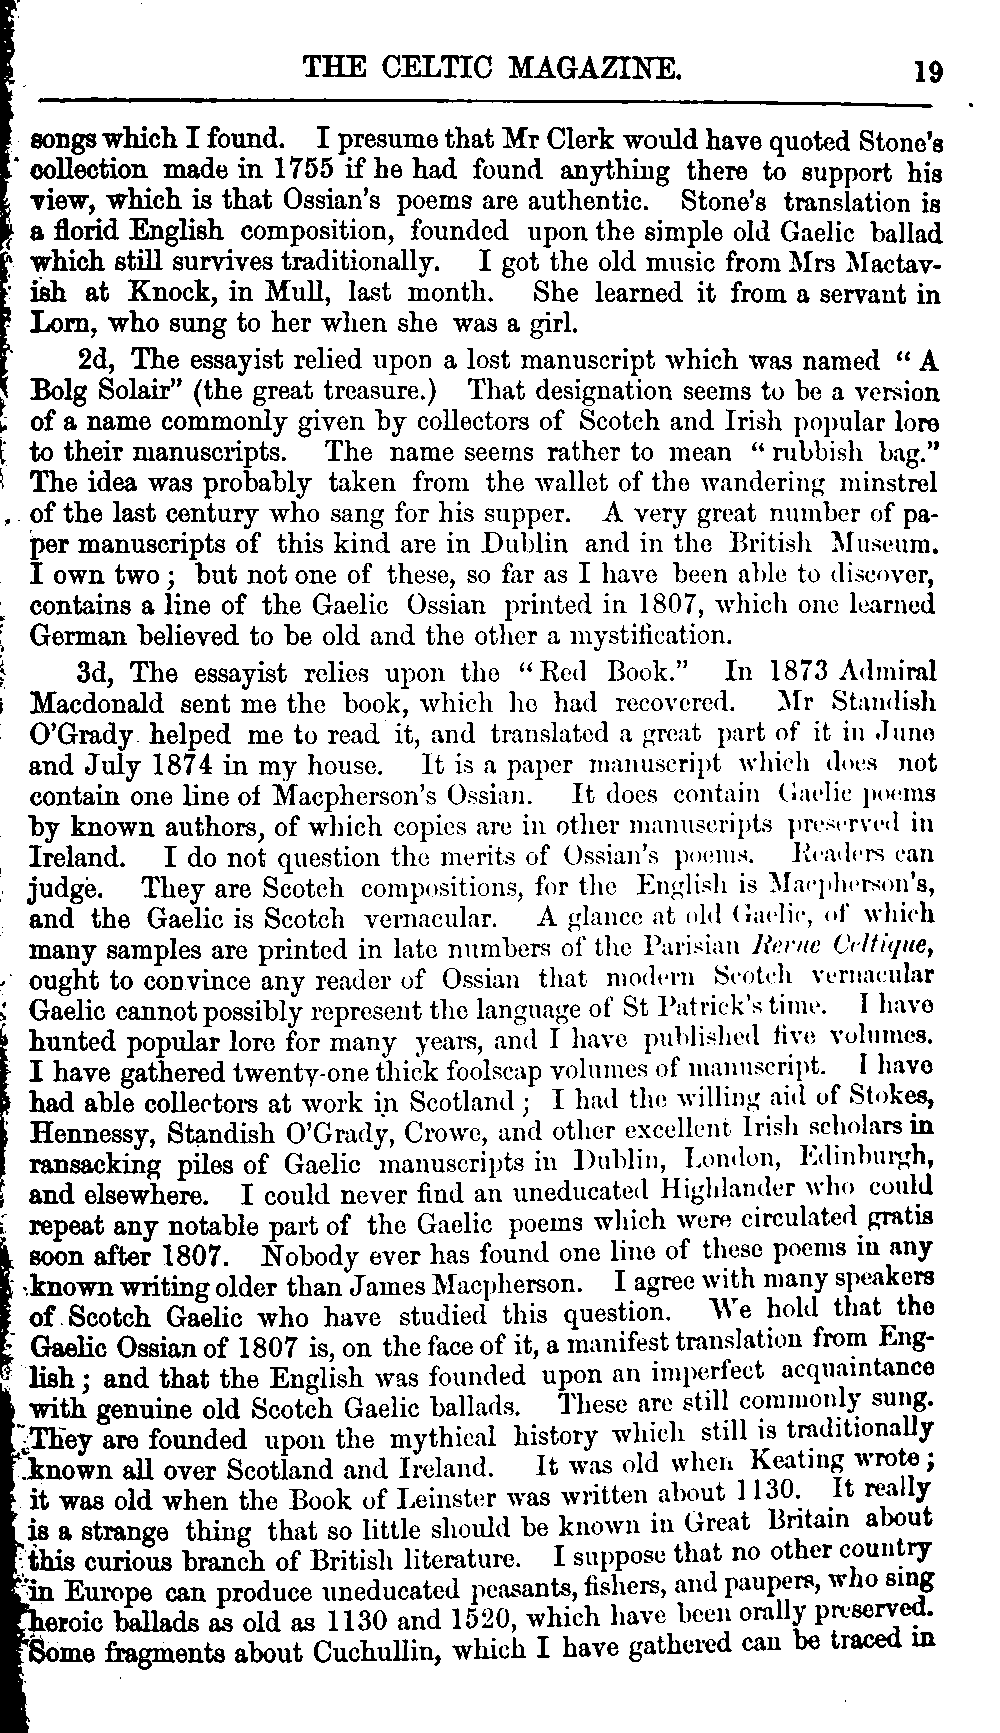 THE CELTIC MAGAZINE. 19
songs which I found. I presume that Mr Clerk would have quoted Stone's
collection made in 1755 if he had found anything there to support his
view, which is that Ossian's poems are authentic. Stone's translation is
a florid English composition, founded upon the simple old Gaelic ballad
which still survives traditionally. I got the old music from Mrs Mactav-
ish at Knock, in Mull, last month. She learned it from a servant in
Lorn, who sung to her when she was a girl.
2d, The essayist relied upon a lost manuscript which was named “ A
Bolg Solair” (the great treasure.) That designation seems to be a version
of a name commonly given by collectors of Scotch and Irish popular lore
to their manuscripts. The name seems rather to mean “ rubbish bag.”
The idea was probably taken from the wallet of the wandering minstrel
of the last century who sang for his supper. A very great number of pa-
per manuscripts of this kind are in Dublin and in the British Museum.
I own two ; but not one of these, so far as I have been able to discover,
contains a line of the Gaelic Ossian printed in 1807, which one learned
German believed to be old and the other a mystification.
3d, The essayist relies upon the “ Red Book.” In 1873 Admiral
Macdonald sent me the book, which he had recovered. Mr Standish
O'Grady helped me to read it, and translated a great part of it in June
and July 1874 in my house. It is a paper manuscript which does not
contain one line of Macpherson's Ossian. It does contain Gaelic poems
by known authors, of which copies are in other manuscripts preserved in
Ireland. I do not question the merits of Ossian's poems. Readers can
judge. They are Scotch compositions, for the English is Macpherson's,
and the Gaelic is Scotch vernacular. A glance at old Gaelic, of which
many samples are printed in late numbers of the Parisian Revue Celtique,
ought to convince any reader of Ossian that modern Scotch vernacular
Gaelic cannot possibly represent the language of St Patrick's time. I have
hunted popular lore for many years, and I have published five volumes.
I have gathered twenty-one thick foolscap volumes of manuscript. I have
had able collectors at work in Scotland ; I had the willing aid of Stokes,
Hennessy, Standish O'Grady, Crowe, and other excellent Irish scholars in
ransacking piles of Gaelic manuscripts in Dublin, London, Edinburgh,
and elsewhere. I could never find an uneducated Highlander who could
repeat any notable part of the Gaelic poems which were circulated gratis
soon after 1807. Nobody ever has found one line of these poems in any
known writing older than James Macpherson. I agree with many speakers
of Scotch Gaelic who have studied this question. We hold that the
Gaelic Ossian of 1807 is, on the face of it, a manifest translation from Eng-
lish ; and that the English was founded upon an imperfect acquaintance
with genuine old Scotch Gaelic ballads. These are still commonly sung.
They are founded upon the mythical history which still is traditionally
known all over Scotland and Ireland. It was old when Keating wrote ;
it was old when the Book of Leinster was written about 1130. It really
is a strange thing that so little should be known in Great Britain about
this curious branch of British literature. I suppose that no other country
in Europe can produce uneducated peasants, fishers, and paupers, who sing
heroic ballads as old as 1130 and 1520, which have been orally preserved.
Some fragments about Cuchullin, which I have gathered can be traced in